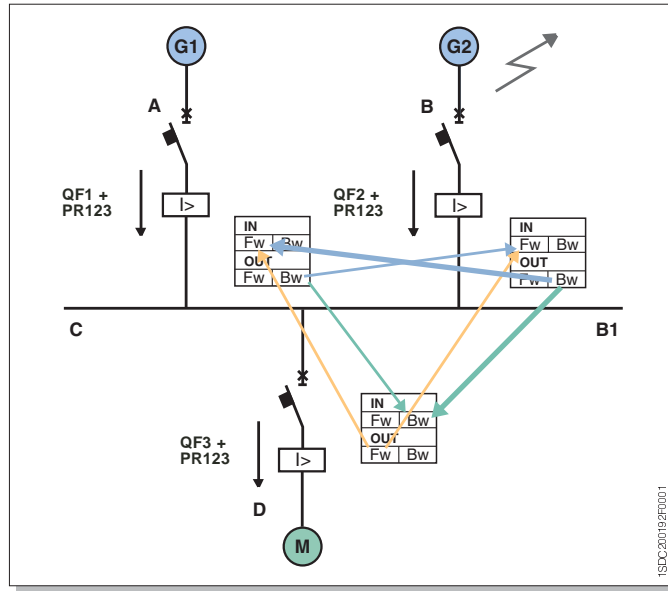 G1
G2
A
B
QF1 +
PR123
I>
QF2 +
PR123
I>
IN
Fw Bw
OUT
Fw Bw
IN
Fw Bw
OUT
Fw Bw
C
B1
QF3 +
PR123
I>
IN
Fw Bw
OUT
Fw Bw
D
M
1SDC200192F0001